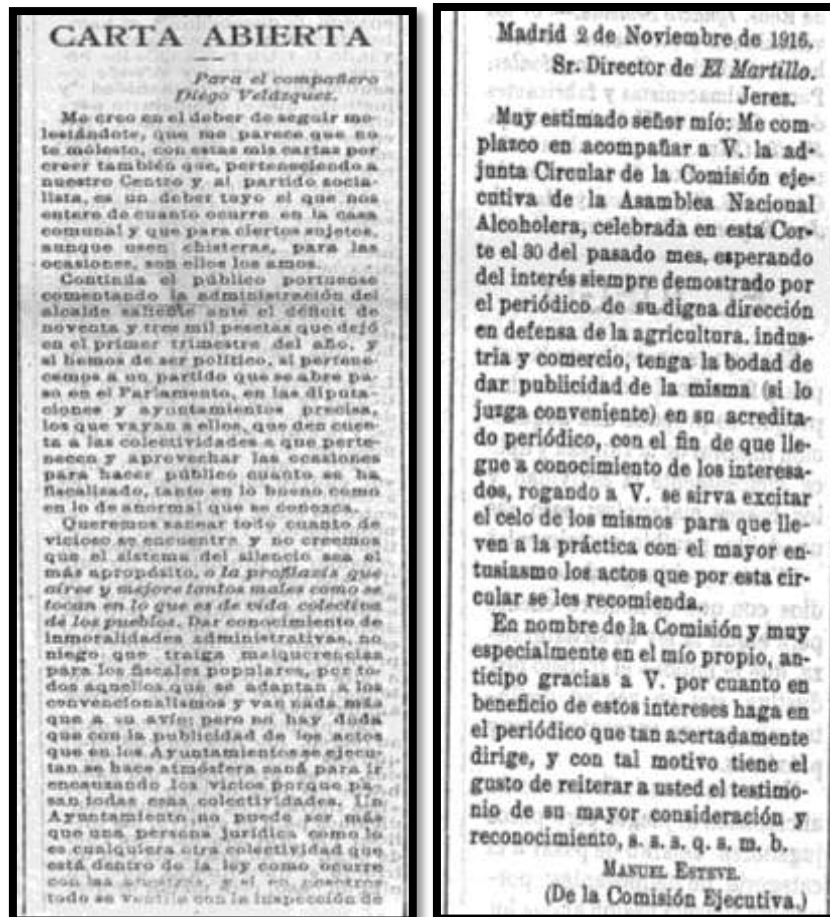 CARTA ABIERTA
Para el compañero
Diego Velázquez.
Me creo en el deber de seguir mo-
lestándote, que me parece que no
te molesto, con estas mis cartas por
creer también que, perteneciendo a
nuestro Centro y al partido socia-
lista, es un deber tuyo el que nos
entere de cuanto ocurre en la casa
comunal y que para ciertos sujetos,
aunque usen chisteras, para las
ocasiones, son ellos los amos.
Continúa el público portuense
comentando la administración del
alcalde saliente ante el déficit de
noventa y tres mil pesetas que dejó
en el primer trimestre del año, y
si hemos de ser político, si pertene-
cemos a un partido que se abre pa-
so en el Parlamento, en las diputa-
ciones y ayuntamientos precisa,
los que vayan a ellos, que den cuen-
ta a las colectividades a que perte-
necen y aprovechar las ocasiones
para hacer público cuanto se ha
fiscalizado, tanto en lo bueno como
en lo de anormal que se conozca.
Queremos sanear todo cuanto de
vicioso se encuentra y no creemos
que el sistema del silencio sea el
más apropósito, o la profilaxis que
airee y mejore tantos males como se
tocan en lo que es de vida colectiva
de los pueblos. Dar conocimiento de
inmoralidades administrativas, no
niego que traiga malquerencias
para los fiscales populares, por to-
dos aquellos que se adaptan a los
convencionalismos y van nada más
que a su avío; pero no hay duda
que con la publicidad de los actos
que en los Ayuntamientos se ejecu-
tan se hace atmósfera sana para ir
encauzando los vicios porque pa-
san todas esas colectividades. Un
Ayuntamiento no puede ser más
que una persona jurídica como lo
es cualquiera otra colectividad que
está dentro de la ley como ocurre
con las nuestras, y si en nosotros
todo se ventila con la inspección de
Madrid 2 de Noviembre de 1916.
Sr. Director de El Martillo.
Jerez.
Muy estimado señor mío: Me com
plazco en acompañar a V. la ad-
junta Circular de la Comisión eje-
cutiva de la Asamblea Nacional
Alcoholera, celebrada en esta Cor-
te el 30 del pasado mes, esperando
del interés siempre demostrado por
el periódico de su digna dirección
en defensa de la agricultura, indus-
tria y comercio, tenga la bodad de
dar publicidad de la misma (si lo
juzga conveniente) en su acredita-
do periódico, con el fin de que lle-
gue a conocimiento de los interesa-
dos, rogando a V. se sirva excitar
el celo de los mismos para que lle-
ven a la práctica con el mayor en-
tusiasmo los actos que por esta cir-
cular se les recomienda.
En nombre de la Comisión y muy
especialmente en el mío propio, an-
ticipo gracias a V. por cuanto en
beneficio de estos intereses haga en
el periódico que tan acertadamente
dirige, y con tal motivo tiene el
gusto de reiterar a usted el testimo-
nio de su mayor consideración y
reconocimiento, s. s. s. q. s. m. b.
MANUEL ESTEVE.
(De la Comisión Ejecutiva.)